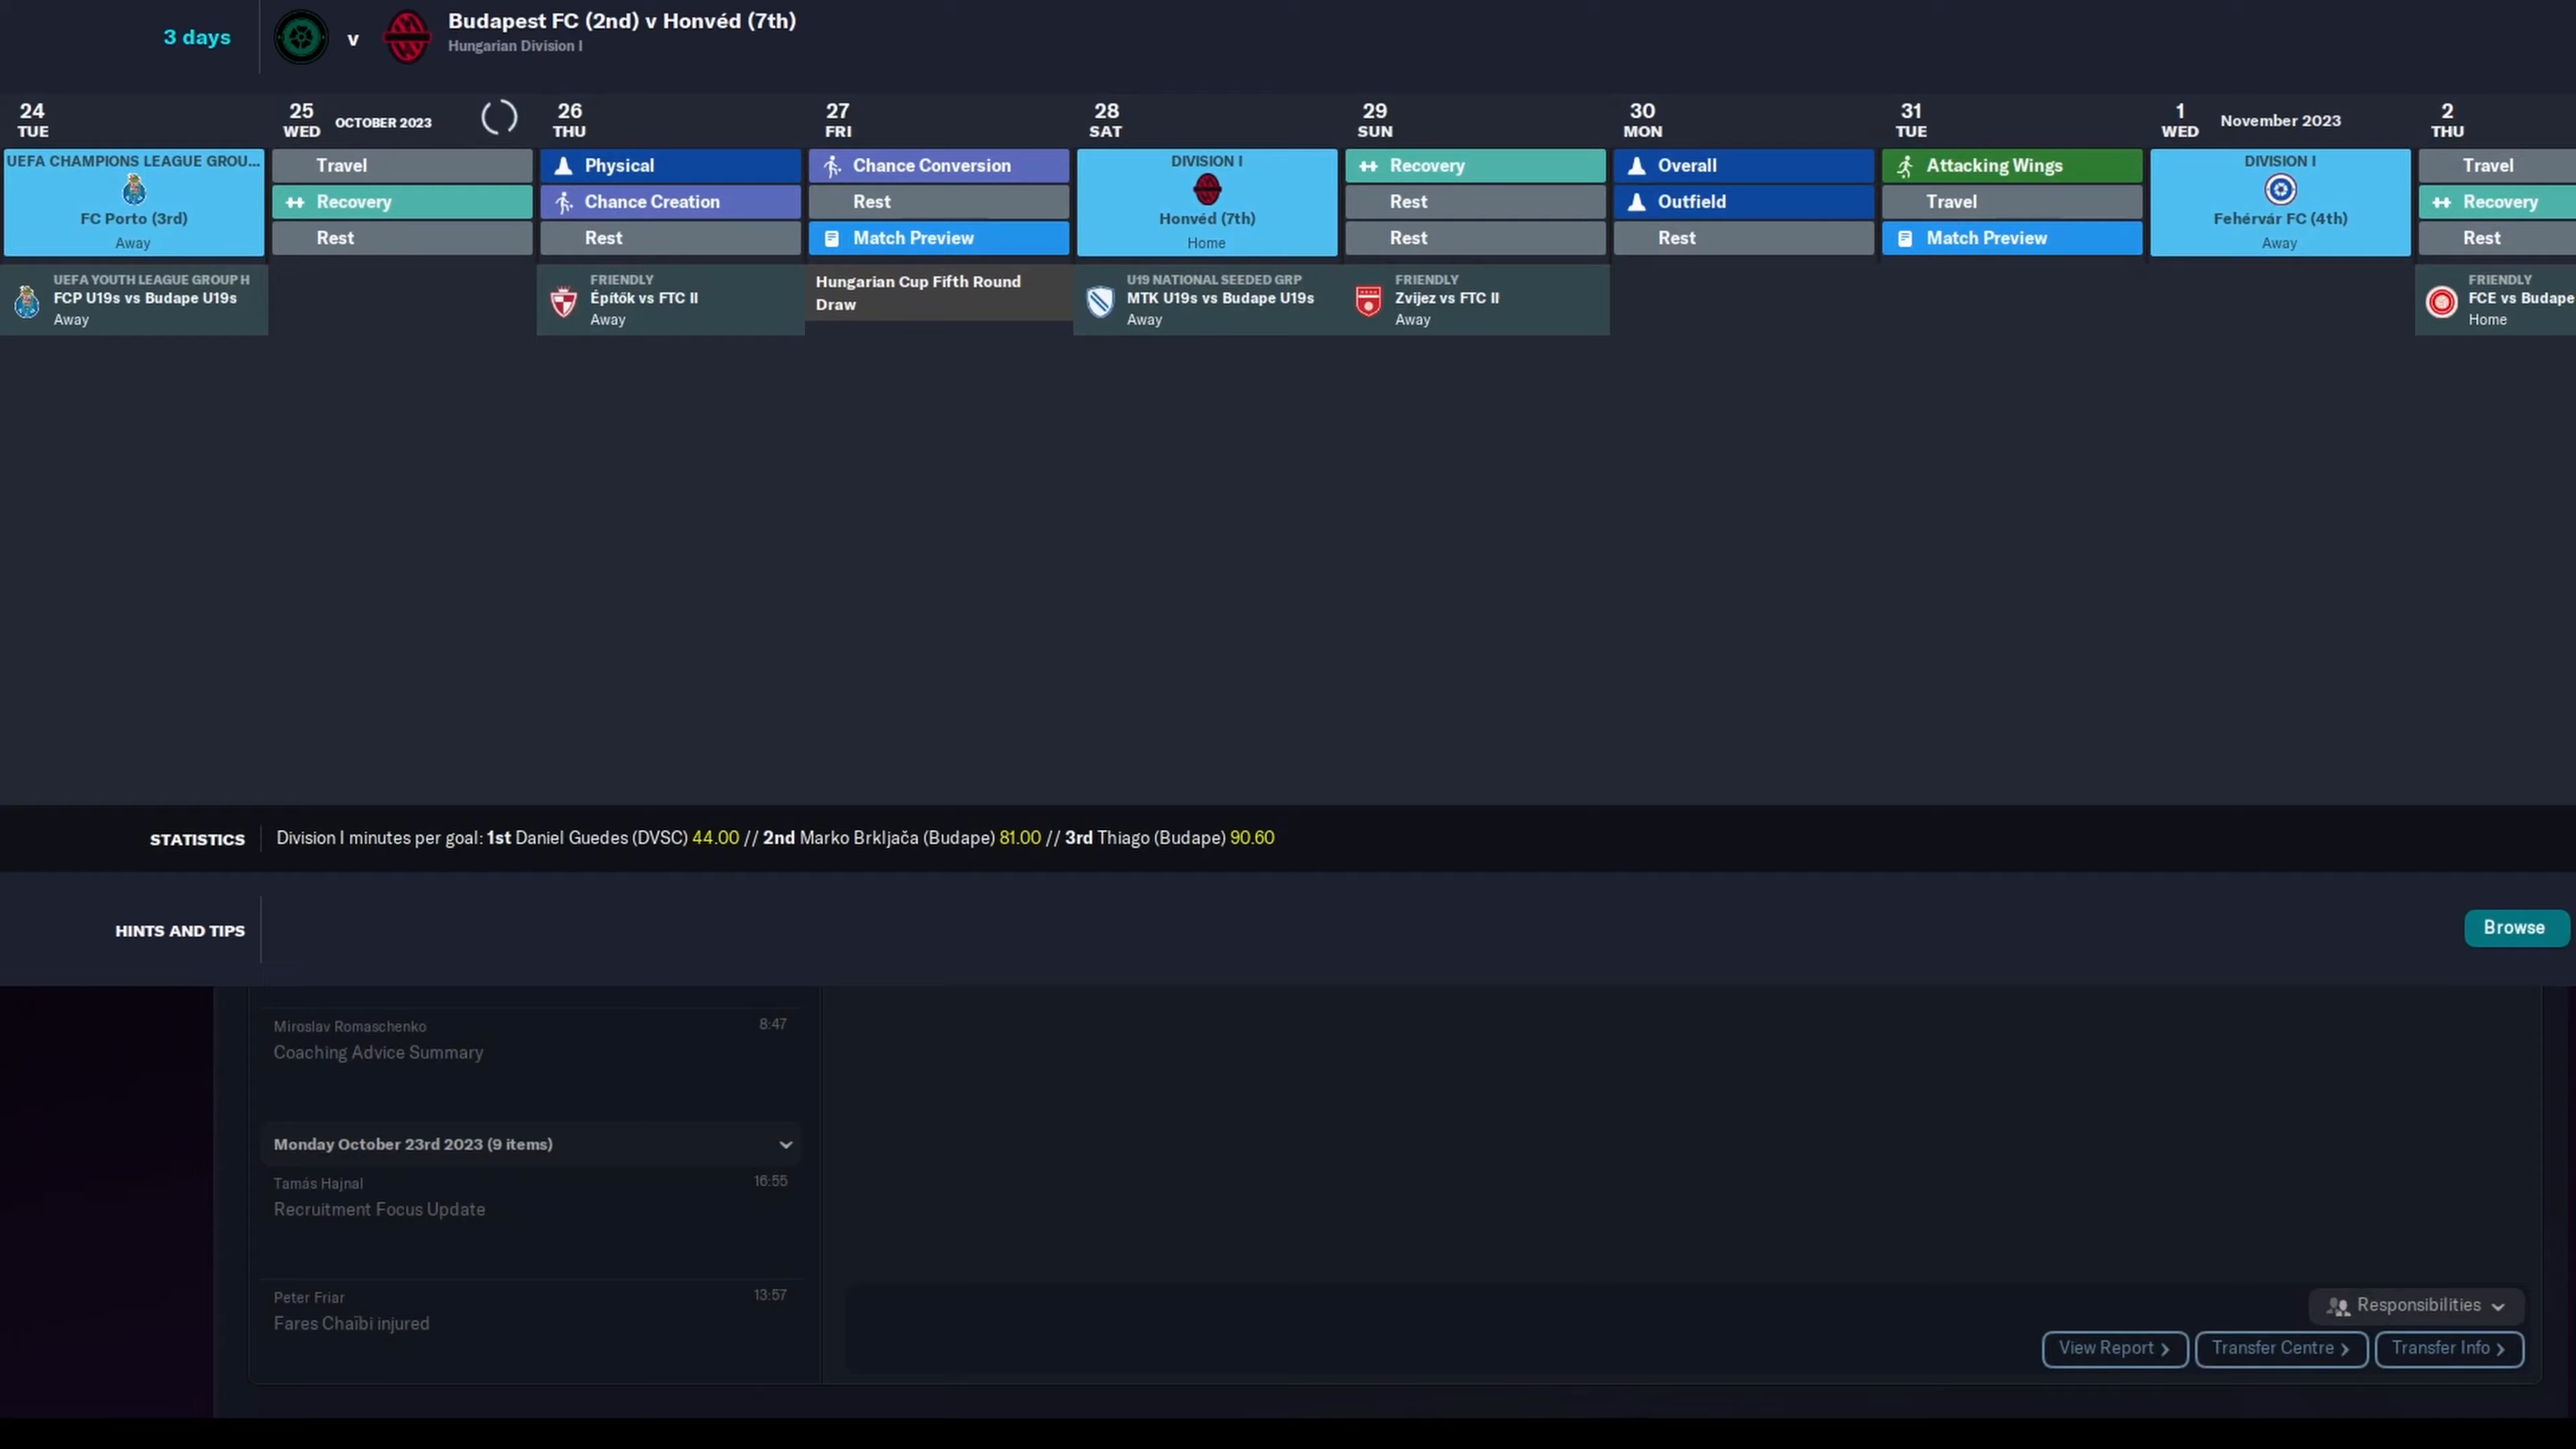 3 days
v
Budapest FC (2nd) v Honvéd (7th)
Hungarian Division I
24
TUE
25
WED
OCTOBER 2023
26
THU
27
FRI
28
SAT
29
SUN
30
MON
31
TUE
1
WED
November 2023
2
THU
UEFA CHAMPIONS LEAGUE GROU...
FC Porto (3rd)
Away
Travel
Recovery
Rest
Physical
Chance Creation
Rest
Chance Conversion
Rest
Match Preview
DIVISION I
Honvéd (7th)
Home
Recovery
Rest
Rest
Overall
Outfield
Rest
Attacking Wings
Travel
Match Preview
DIVISION I
Fehérvár FC (4th)
Away
Travel
Recovery
Rest
UEFA YOUTH LEAGUE GROUP H
FCP U19s vs Budape U19s
Away
FRIENDLY
Építők vs FTC II
Away
Hungarian Cup Fifth Round
Draw
U19 NATIONAL SEEDED GRP
MTK U19s vs Budape U19s
Away
FRIENDLY
Zvijez vs FTC II
Away
FRIENDLY
FCE vs Budape
Home
STATISTICS
Division I minutes per goal: 1st Daniel Guedes (DVSC) 44.00 // 2nd Marko Brkljača (Budape) 81.00 // 3rd Thiago (Budape) 90.60
HINTS AND TIPS
Browse
Miroslav Romaschenko
8:47
Coaching Advice Summary
Monday October 23rd 2023 (9 items)
Tamás Hajnal
16:55
Recruitment Focus Update
Peter Friar
13:57
Fares Chaïbi injured
Responsibilities
View Report
Transfer Centre
Transfer Info